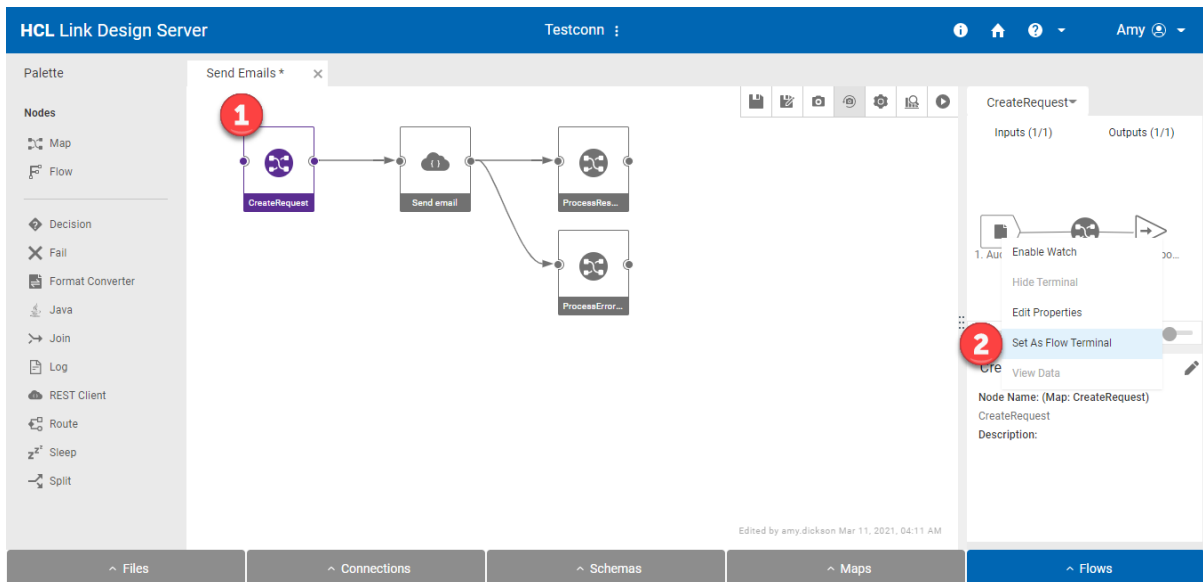 HCL Link Design Server
Testconn
Amy
Palette
Send Emails *
Nodes
Map
Flow
Decision
Fail
Format Converter
Java
Join
Log
REST Client
Route
Sleep
Split
1
CreateRequest
Send email
ProcessRes...
ProcessError...
Edited by amy.dickson Mar 11, 2021, 04:11 AM
CreateRequest
Inputs (1/1) Outputs (1/1)
Enable Watch
Hide Terminal
Edit Properties
2
Set As Flow Terminal
View Data
Node Name: (Map: CreateRequest)
CreateRequest
Description:
Files
Connections
Schemas
Maps
Flows